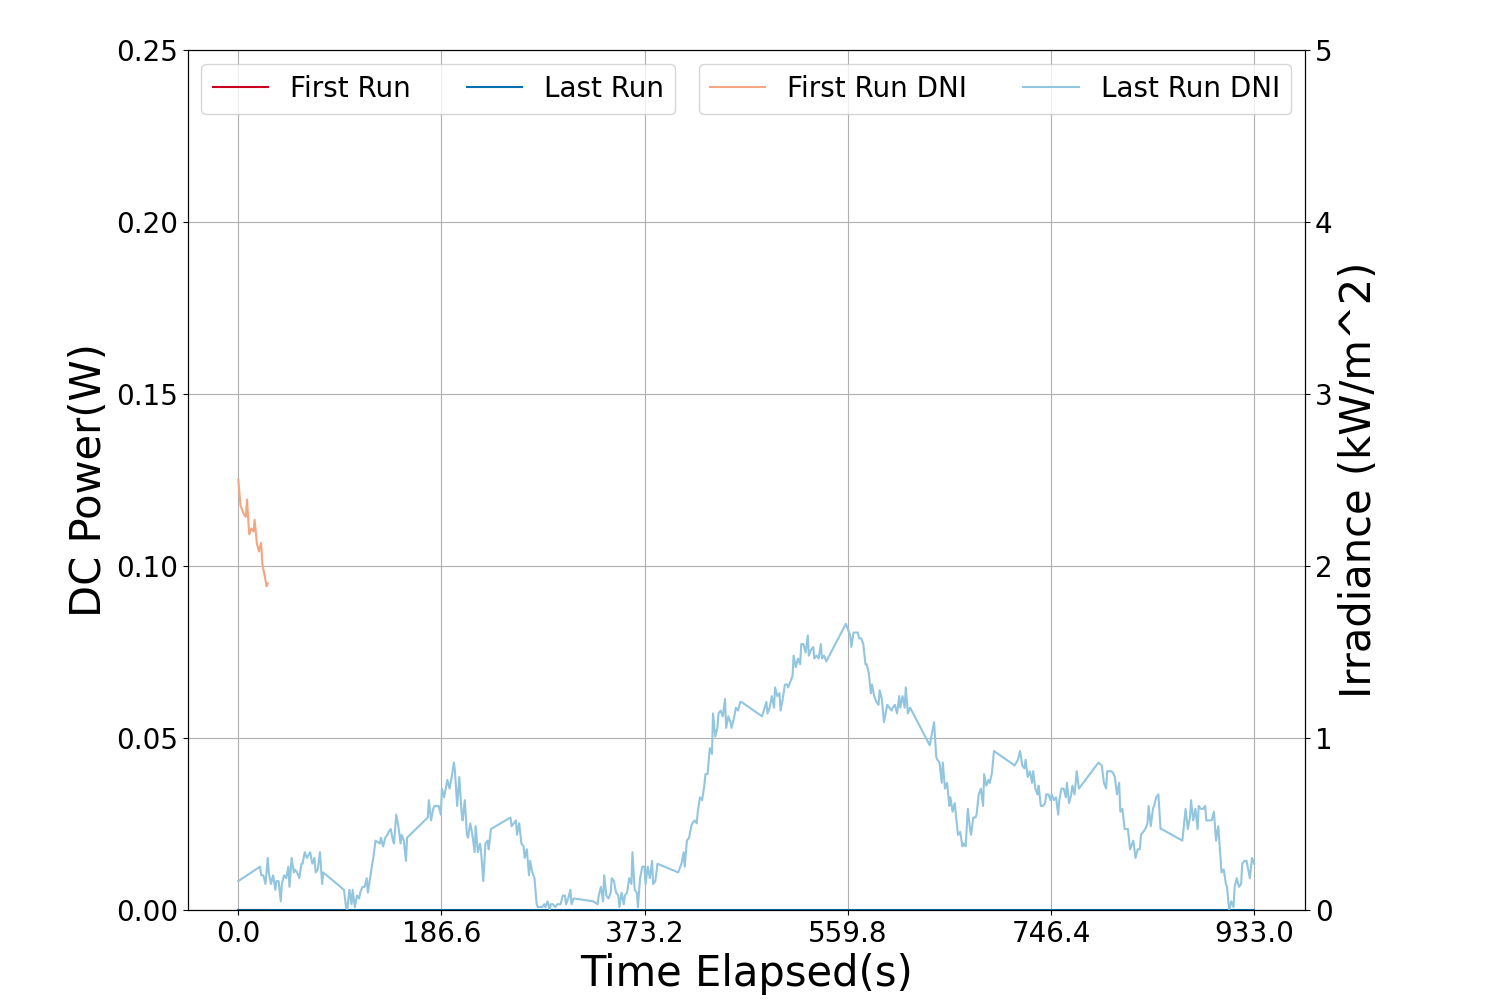 First Run
Last Run
First Run DNI
Last Run DNI
DC Power(W)
0.25
0.20
0.15
0.10
0.05
0.00
5
4
3
2
1
0
Irradiance (kW/m^2)
0.0 186.6 373.2 559.8 746.4 933.0
Time Elapsed(s)